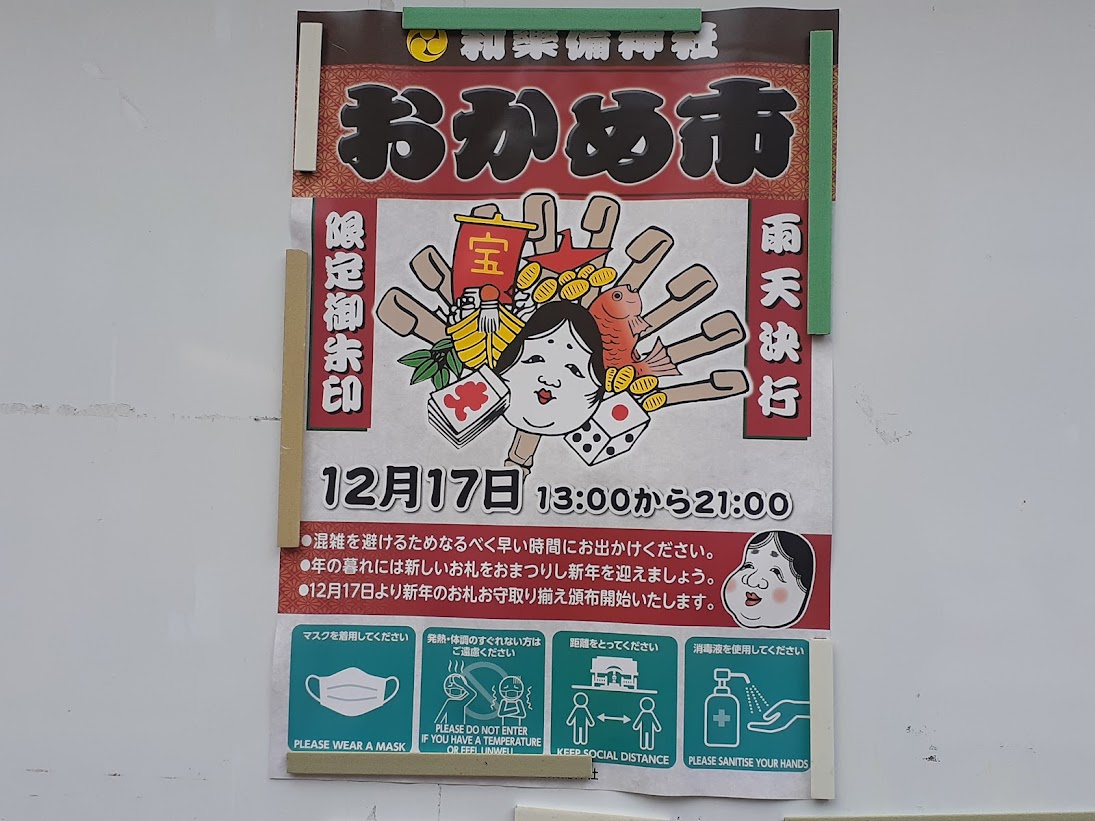 和樂備神社
おかめ市
限定御朱印
雨天決行
宝
12月17日 13:00から21:00
●混雑を避けるためなるべく早い時間にお出かけください。
●年の暮れには新しいお札をおまつりし新年を迎えましょう。
●12月17日より新年のお札お守取り揃え頒布開始いたします。
マスクを着用してください
PLEASE WEAR A MASK
発熱・体調のすぐれない方は
ご遠慮ください
PLEASE DO NOT ENTER
IF YOU HAVE A TEMPERATURE
OR FEEL UNWELL
距離をとってください
KEEP SOCIAL DISTANCE
消毒液を使用してください
PLEASE SANITISE YOUR HANDS